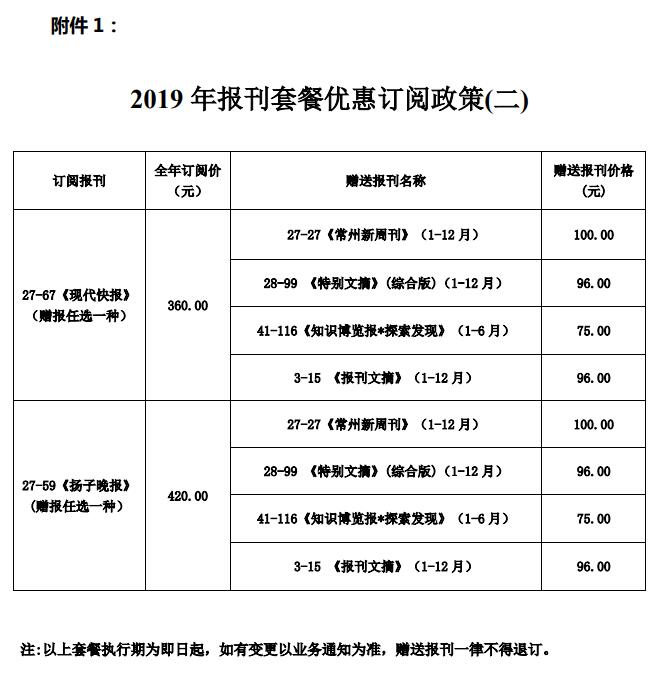 附件 1：
2019 年报刊套餐优惠订阅政策(二)
订阅报刊
全年订阅价
（元）
赠送报刊名称
赠送报刊价格
(元)
27-67《现代快报》
（赠报任选一种）
360.00
27-27《常州新周刊》（1-12 月）
100.00
28-99 《特别文摘》(综合版)（1-12 月）
96.00
41-116《知识博览报*探索发现》（1-6 月）
75.00
3-15 《报刊文摘》（1-12 月）
96.00
27-59《扬子晚报》
(赠报任选一种）
420.00
27-27《常州新周刊》（1-12 月）
100.00
28-99 《特别文摘》(综合版)（1-12 月）
96.00
41-116《知识博览报*探索发现》（1-6 月）
75.00
3-15 《报刊文摘》（1-12 月）
96.00
注:以上套餐执行期为即日起，如有变更以业务通知为准，赠送报刊一律不得退订。